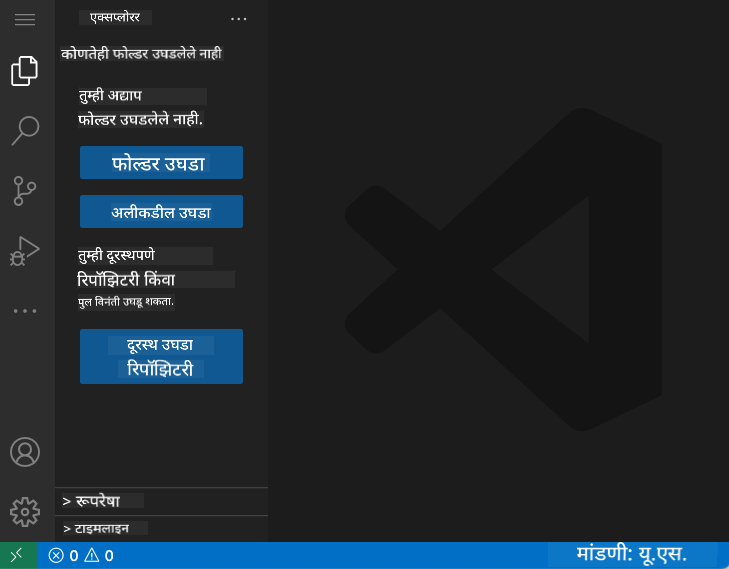 एक्सप्लोरर
कोणतेही फोल्डर उघडलेले नाही
तुम्ही अद्याप
फोल्डर उघडलेले नाही.
फोल्डर उघडा
अलीकडील उघडा
तुम्ही दूरस्थपणे
रिपॉझिटरी किंवा
पुल विनंती उघडू शकता.
दूरस्थ उघडा
रिपॉझिटरी
> रूपरेषा
> टाइमलाइन
0 0
मांडणी: यू.एस.